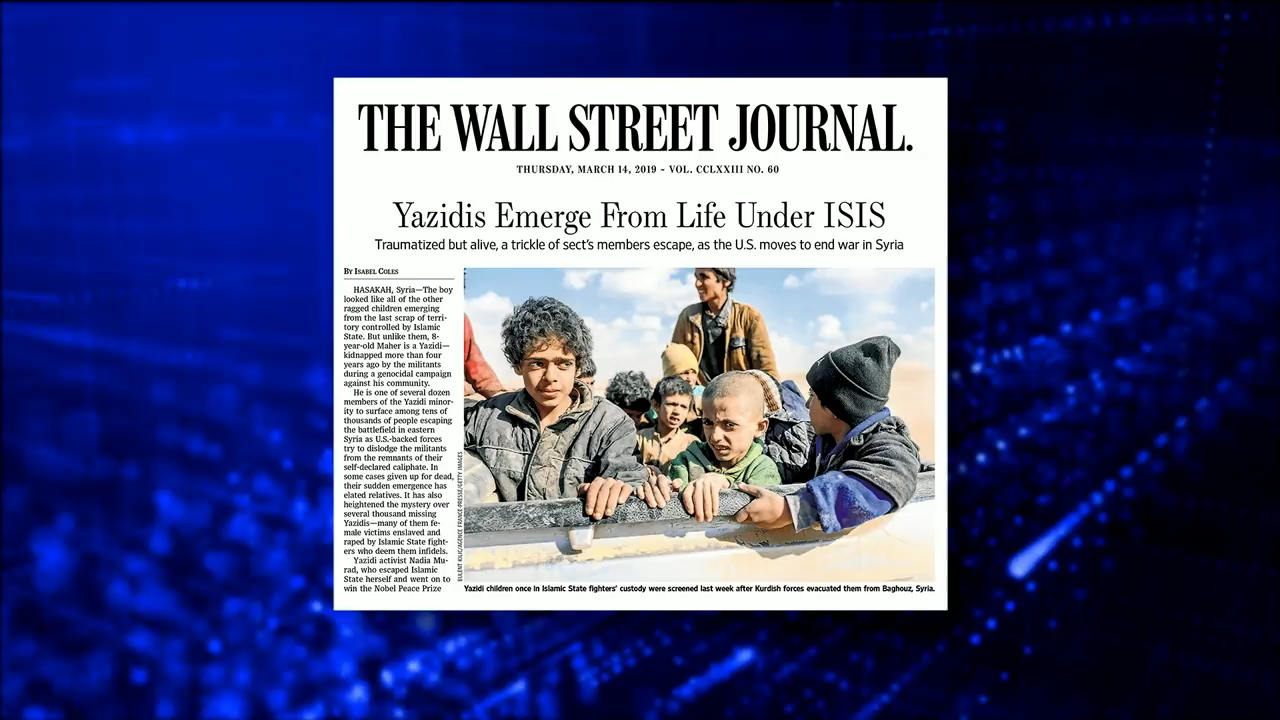 THE WALL STREET JOURNAL.
THURSDAY, MARCH 14, 2019 ~ VOL. CCLXXIII NO. 60
Yazidis Emerge From Life Under ISIS
Traumatized but alive, a trickle of sect's members escape, as the U.S. moves to end war in Syria
BY ISABEL COLES
HASAKAH, Syria—The boy
looked like all of the other
ragged children emerging
from the last scrap of terri-
tory controlled by Islamic
State. But unlike them, 8-
year-old Maher is a Yazidi—
kidnapped more than four
years ago by the militants
during a genocidal campaign
against his community.
He is one of several dozen
members of the Yazidi minor-
ity to surface among tens of
thousands of people escaping
the battlefield in eastern
Syria as U.S.-backed forces
try to dislodge the militants
from the remnants of their
self-declared caliphate. In
some cases given up for dead,
their sudden emergence has
elated relatives. It has also
heightened the mystery over
several thousand missing
Yazidis—many of them fe-
male victims enslaved and
raped by Islamic State fight-
ers who deem them infidels.
Yazidi activist Nadia Mu-
rad, who escaped Islamic
State herself and went on to
win the Nobel Peace Prize
BULENT KILIC/AGENCE FRANCE-PRESSE/GETTY IMAGES
Yazidi children once in Islamic State fighters' custody were screened last week after Kurdish forces evacuated them from Baghouz, Syria.